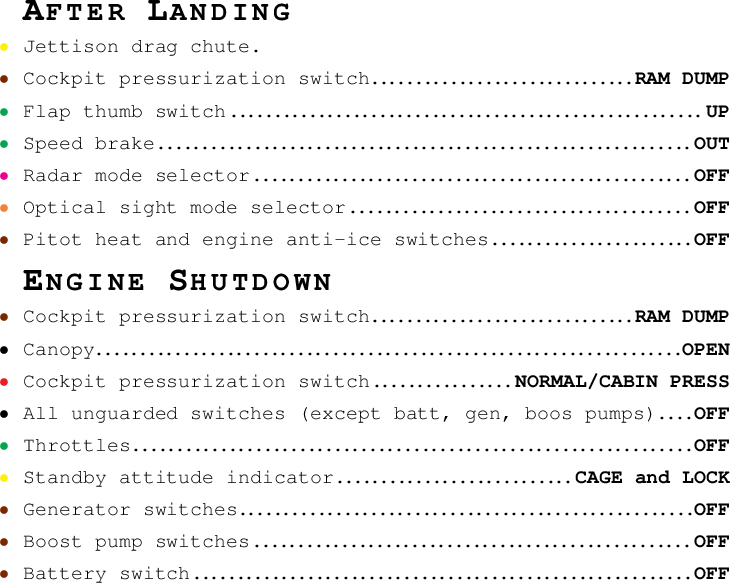 AFTER LANDING
• Jettison drag chute.
• Cockpit pressurization switch..............................RAM DUMP
• Flap thumb switch......................................................UP
• Speed brake.............................................................OUT
• Radar mode selector..................................................OFF
• Optical sight mode selector.......................................OFF
• Pitot heat and engine anti-ice switches.......................OFF
ENGINE SHUTDOWN
• Cockpit pressurization switch..............................RAM DUMP
• Canopy...................................................................OPEN
• Cockpit pressurization switch................NORMAL/CABIN PRESS
• All unguarded switches (except batt, gen, boos pumps)....OFF
• Throttles................................................................OFF
• Standby attitude indicator...........................CAGE and LOCK
• Generator switches....................................................OFF
• Boost pump switches..................................................OFF
• Battery switch.........................................................OFF